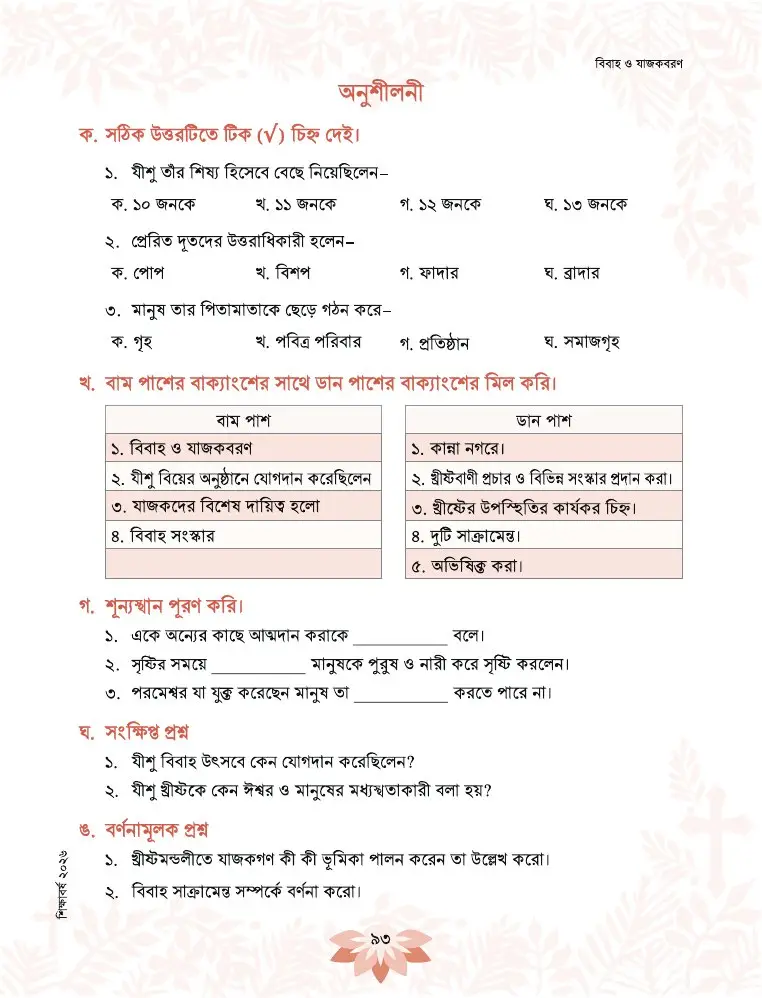 বিবাহ ও যাজকবরণ
অনুশীলনী
ক. সঠিক উত্তরটিতে টিক (√) চিহ্ন দেই।
১. যীশু তাঁর শিষ্য হিসেবে বেছে নিয়েছিলেন–
ক. ১০ জনকে খ. ১১ জনকে গ. ১২ জনকে ঘ. ১৩ জনকে
২. প্রেরিত দূতদের উত্তরাধিকারী হলেন–
ক. পোপ খ. বিশপ গ. ফাদার ঘ. ব্রাদার
৩. মানুষ তার পিতামাতাকে ছেড়ে গঠন করে–
ক. গৃহ খ. পবিত্র পরিবার গ. প্রতিষ্ঠান ঘ. সমাজগৃহ
খ. বাম পাশের বাক্যাংশের সাথে ডান পাশের বাক্যাংশের মিল করি।
বাম পাশ ডান পাশ
১. বিবাহ ও যাজকবরণ ১. কান্না নগরে।
২. যীশু বিয়ের অনুষ্ঠানে যোগদান করেছিলেন ২. খ্রীষ্টবাণী প্রচার ও বিভিন্ন সংস্কার প্রদান করা।
৩. যাজকদের বিশেষ দায়িত্ব হলো ৩. খ্রীষ্টের উপস্থিতির কার্যকর চিহ্ন।
৪. বিবাহ সংস্কার ৪. দুটি সাক্রামেন্ত।
৫. অভিষিক্ত করা।
গ. শূন্যস্থান পূরণ করি।
১. একে অন্যের কাছে আত্মদান করাকে ___________ বলে।
২. সৃষ্টির সময়ে ___________ মানুষকে পুরুষ ও নারী করে সৃষ্টি করলেন।
৩. পরমেশ্বর যা যুক্ত করেছেন মানুষ তা ___________ করতে পারে না।
ঘ. সংক্ষিপ্ত প্রশ্ন
১. যীশু বিবাহ উৎসবে কেন যোগদান করেছিলেন?
২. যীশু খ্রীষ্টকে কেন ঈশ্বর ও মানুষের মধ্যস্থতাকারী বলা হয়?
ঙ. বর্ণনামূলক প্রশ্ন
১. খ্রীষ্টমন্ডলীতে যাজকগণ কী কী ভূমিকা পালন করেন তা উল্লেখ করো।
২. বিবাহ সাক্রামেন্ত সম্পর্কে বর্ণনা করো।
শিক্ষাবর্ষ ২০২৬
৯৩